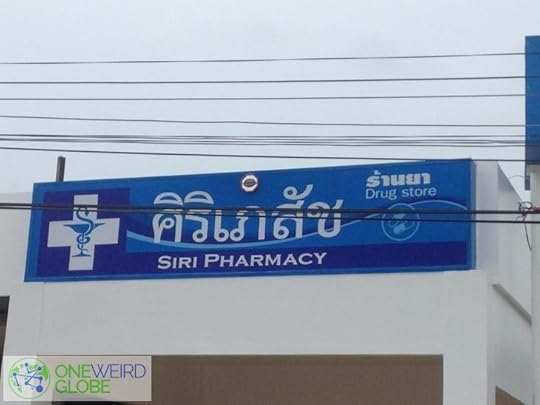 ศิริเภสัช
ร้านยา
Drug store
SIRI PHARMACY
ONEWEIRD
GLOBE